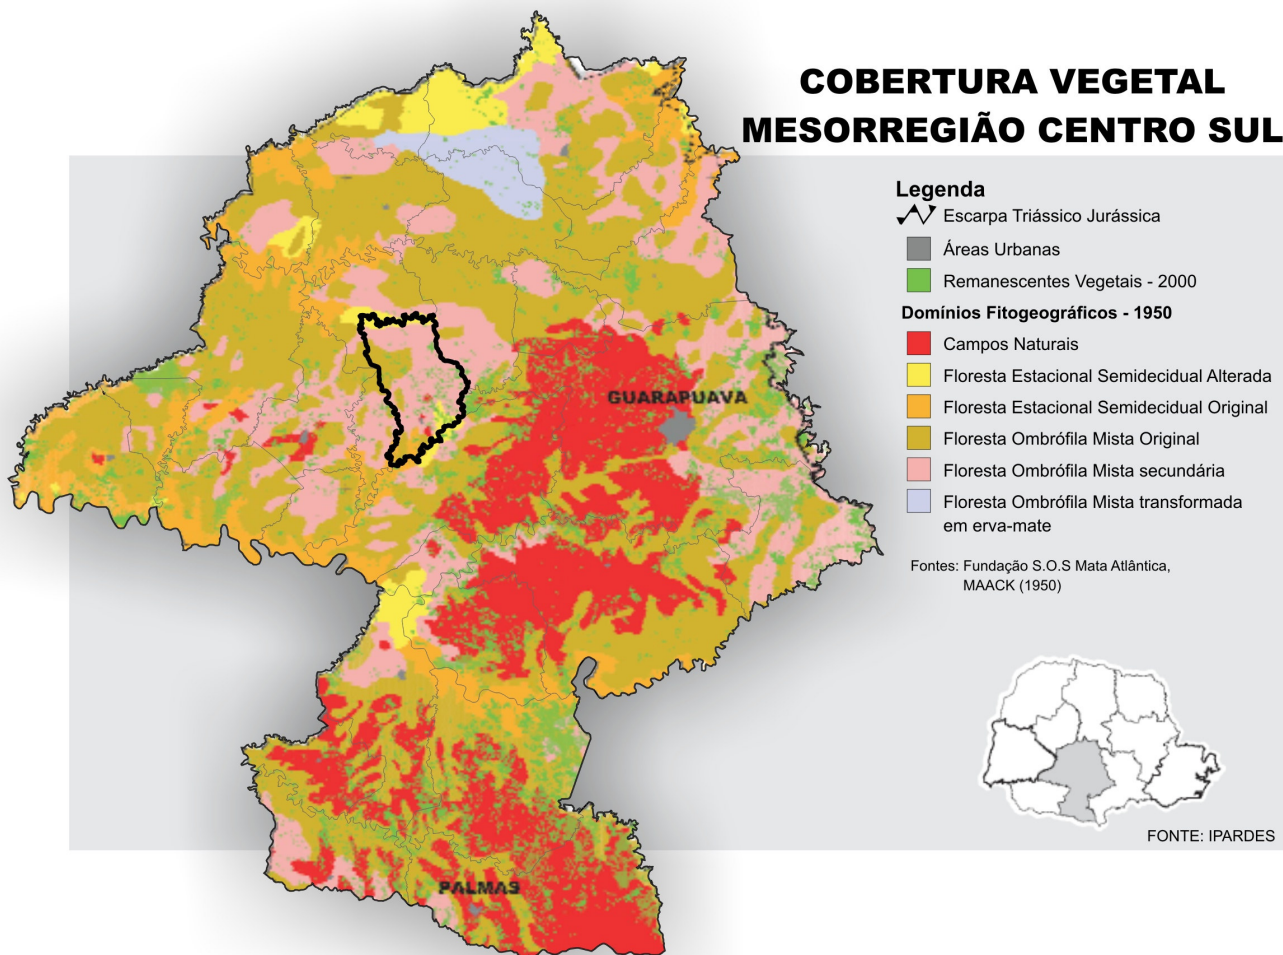 COBERTURA VEGETAL
MESORREGIÃO CENTRO SUL
Legenda
Escarpa Triássico Jurássica
Áreas Urbanas
Remanescentes Vegetais - 2000
Domínios Fitogeográficos - 1950
Campos Naturais
Floresta Estacional Semidecidual Alterada
Floresta Estacional Semidecidual Original
Floresta Ombrófila Mista Original
Floresta Ombrófila Mista secundária
Floresta Ombrófila Mista transformada
em erva-mate
Fontes: Fundação S.O.S Mata Atlântica,
MAACK (1950)
GUARAPUAVA
PALMAS
FONTE: IPARDES